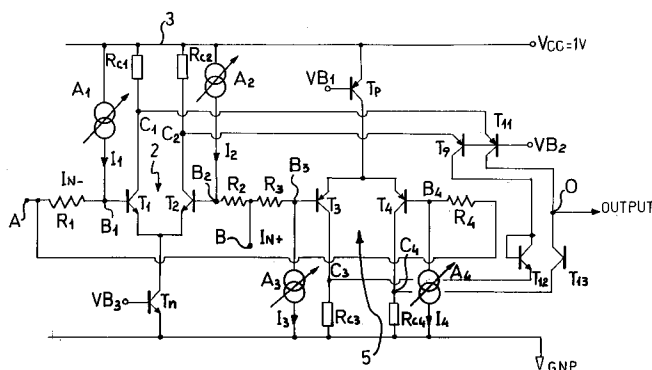 3
RC1
RC2
VCC=1V
A1
A2
VB1
TP
T11
C1
C2
T9
VB2
I1
2
I2
B2
R2
R3
B3
B4
O
OUTPUT
A
IN-
R1
B1
T1
T2
B
IN+
T3
T4
R4
C3
C4
A3
A4
T12
T13
VB3
Tn
I3
RC3
5
RC4
I4
GNP